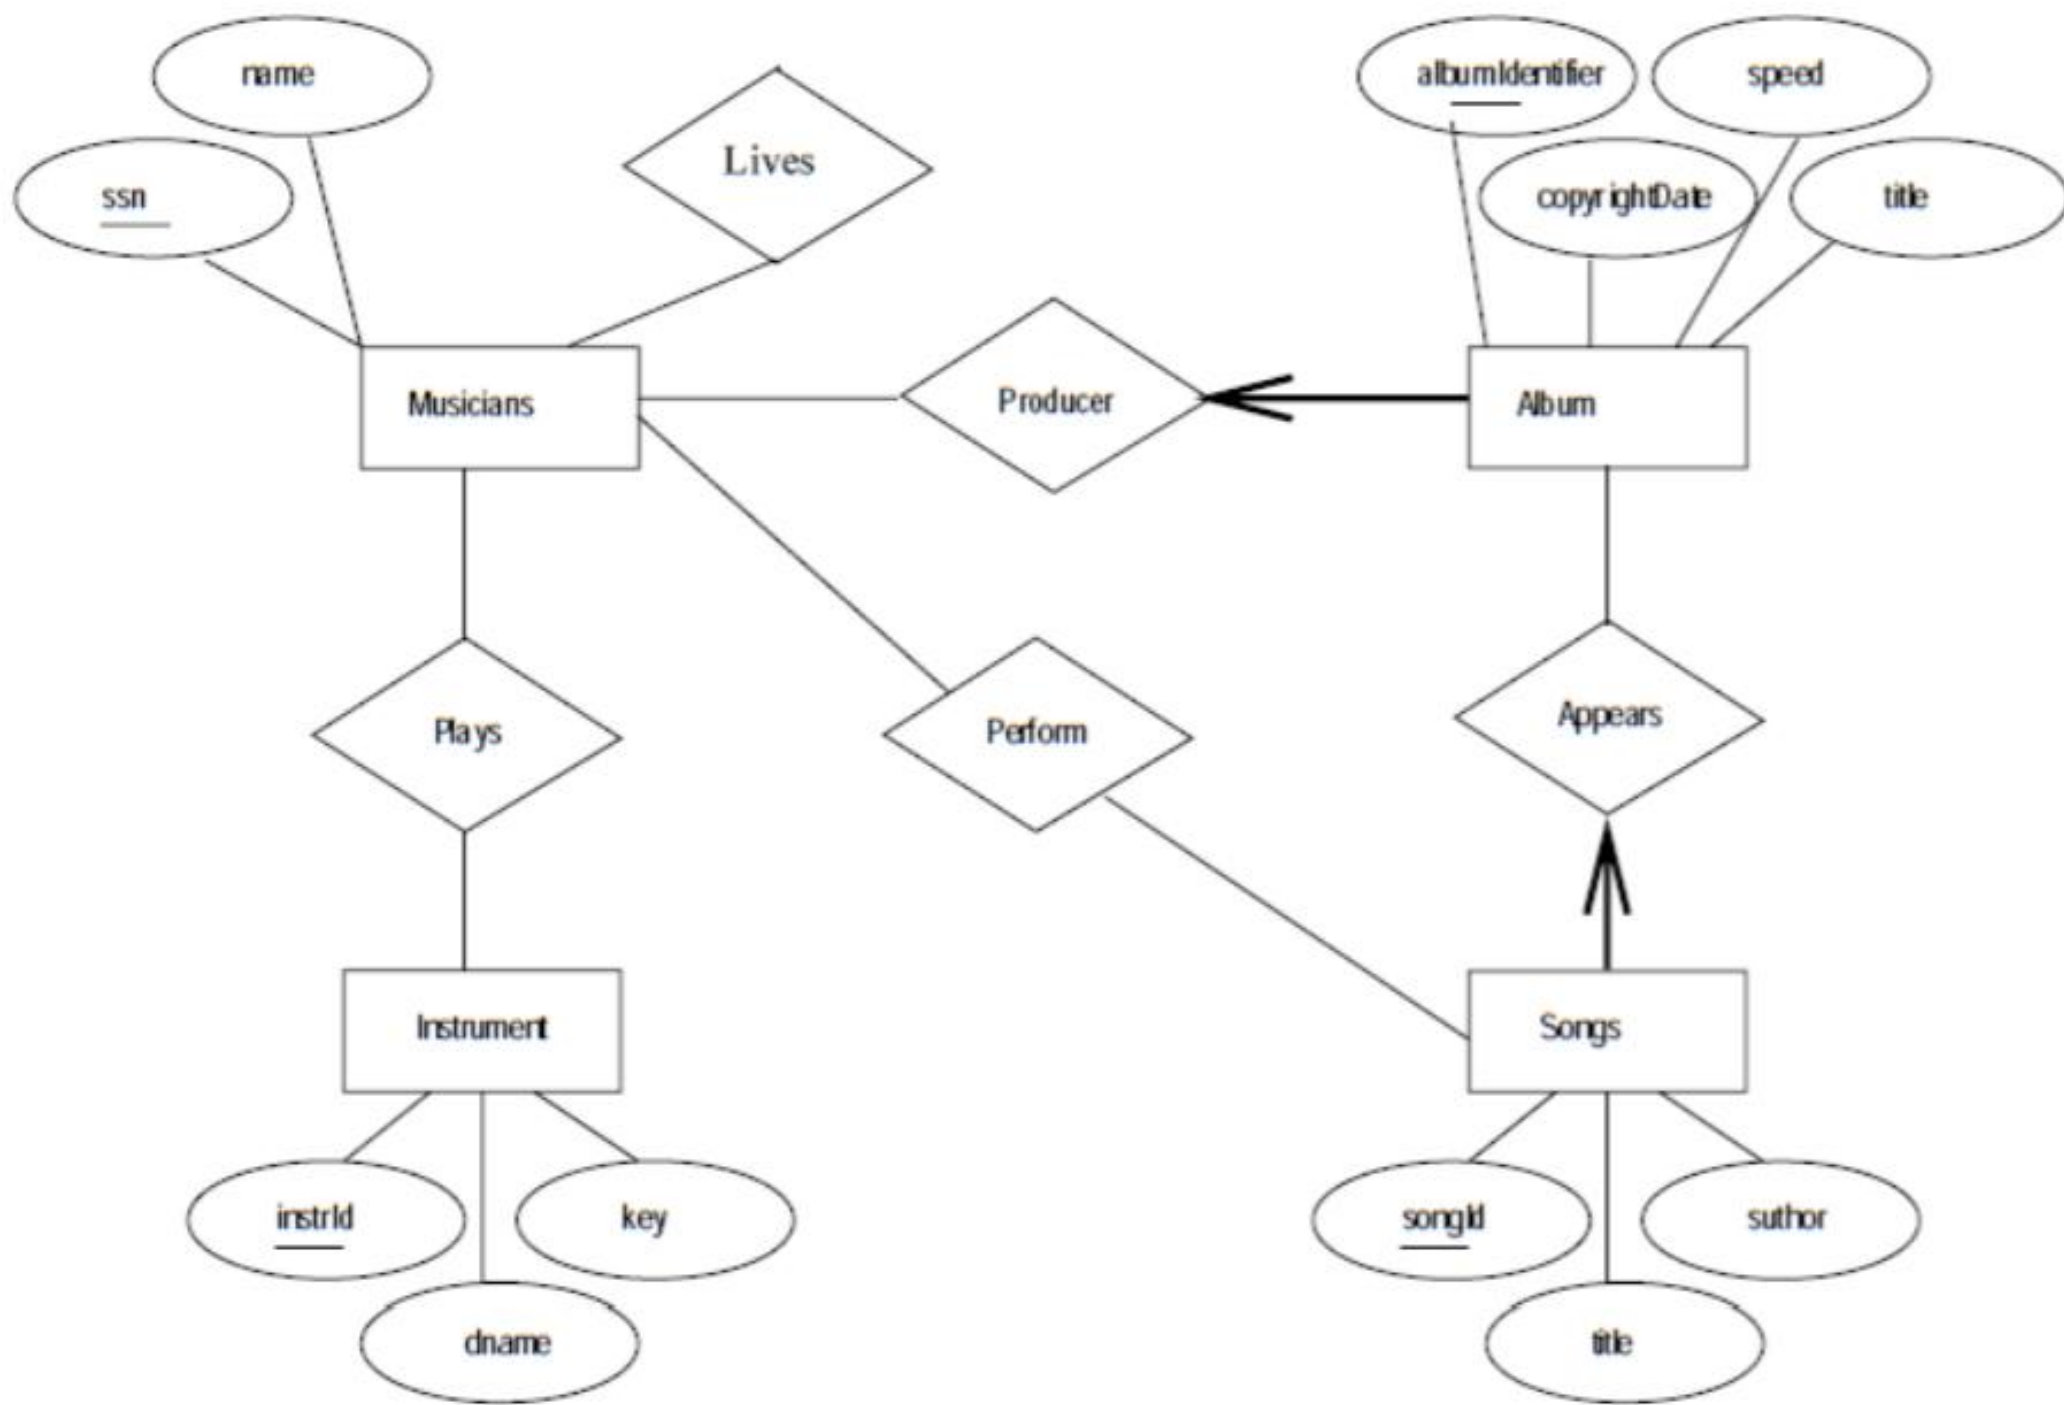 name
albumIdentifier
speed
Lives
ssn
copyrightDate
title
Musicians
Producer
Album
Plays
Perform
Appears
Instrument
Songs
instrId
key
songId
suthor
dname
title